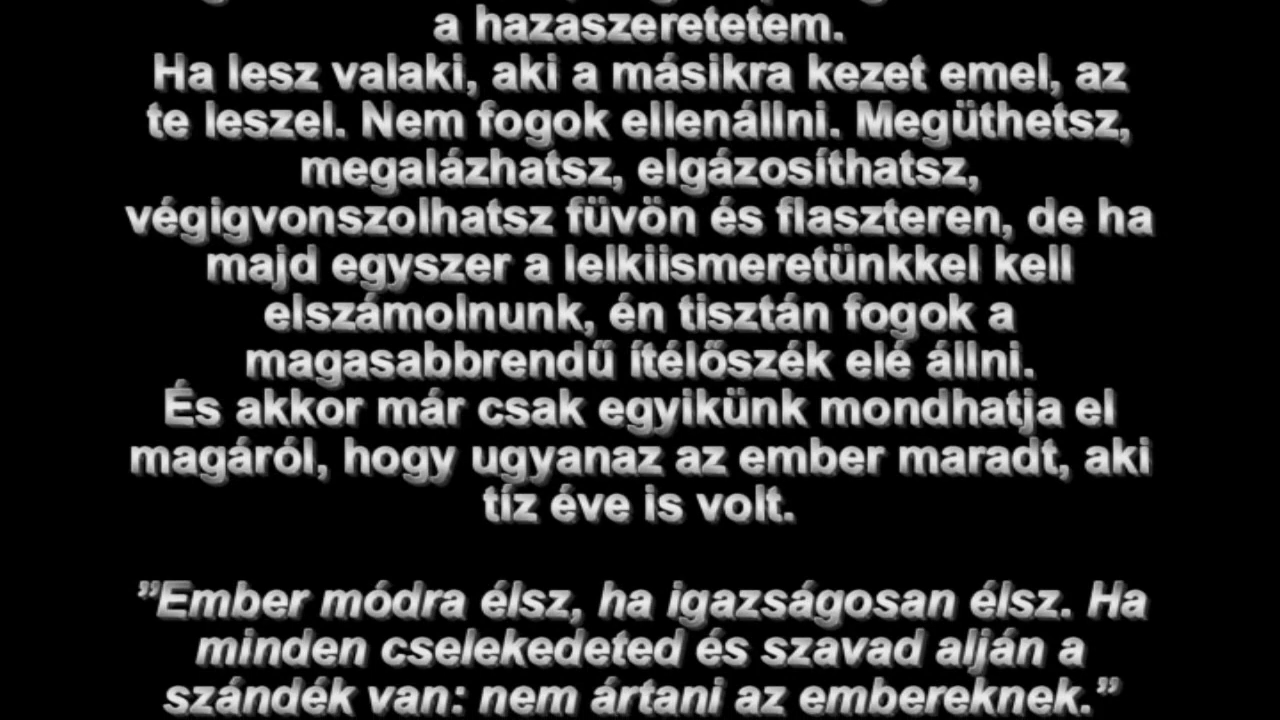 a hazaszeretetem.
Ha lesz valaki, aki a másikra kezet emel, az
te leszel. Nem fogok ellenállni. Megüthetsz,
megalázhatsz, elgázosíthatsz,
végigvonszolhatsz füvön és flaszteren, de ha
majd egyszer a lelkiismeretünkkel kell
elszámolnunk, én tisztán fogok a
magasabbrendű ítélőszék elé állni.
És akkor már csak egyikünk mondhatja el
magáról, hogy ugyanaz az ember maradt, aki
tíz éve is volt.
”Ember módra élsz, ha igazságosan élsz. Ha
minden cselekedeted és szavad alján a
szándék van: nem ártani az embereknek.”